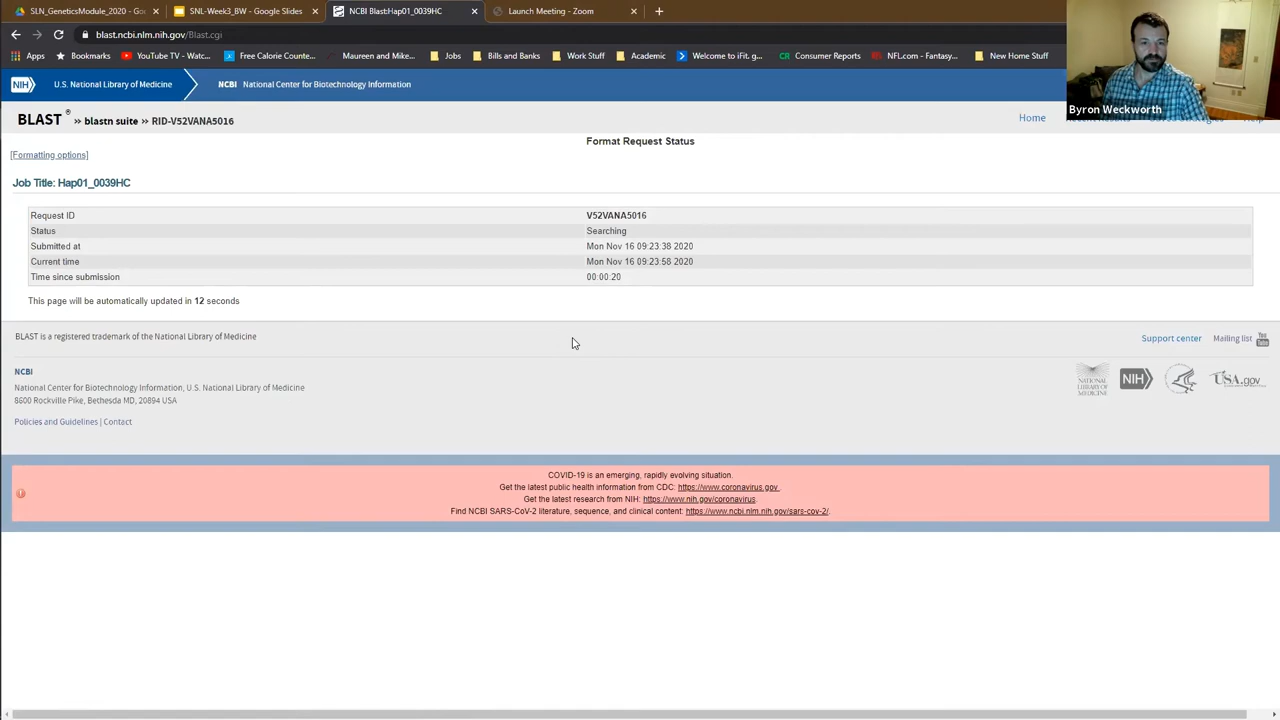 SLN_GeneticsModule_2020 - Go
SNL-Week3_BW - Google Slides
NCBI Blast:Hap01_0039HC
Launch Meeting - Zoom
blast.ncbi.nlm.nih.gov/Blast.cgi
Apps
Bookmarks
YouTube TV - Watc...
Free Calorie Counte...
Maureen and Mike...
Jobs
Bills and Banks
Work Stuff
Academic
Welcome to iFit. g...
CR Consumer Reports
NFL.com - Fantasy...
New Home Stuff
NIH U.S. National Library of Medicine NCBI National Center for Biotechnology Information
BLAST ® » blastn suite » RID-V52VANA5016
Home
Byron Weckworth
Format Request Status
[Formatting options]
Job Title: Hap01_0039HC
Request ID V52VANA5016
Status Searching
Submitted at Mon Nov 16 09:23:38 2020
Current time Mon Nov 16 09:23:58 2020
Time since submission 00:00:20
This page will be automatically updated in 12 seconds
BLAST is a registered trademark of the National Library of Medicine
Support center Mailing list You Tube
NCBI
National Center for Biotechnology Information, U.S. National Library of Medicine
8600 Rockville Pike, Bethesda MD, 20894 USA
Policies and Guidelines | Contact
NATIONAL LIBRARY OF MEDICINE NIH USA.gov
COVID-19 is an emerging, rapidly evolving situation.
Get the latest public health information from CDC: https://www.coronavirus.gov .
Get the latest research from NIH: https://www.nih.gov/coronavirus.
Find NCBI SARS-CoV-2 literature, sequence, and clinical content: https://www.ncbi.nlm.nih.gov/sars-cov-2/.